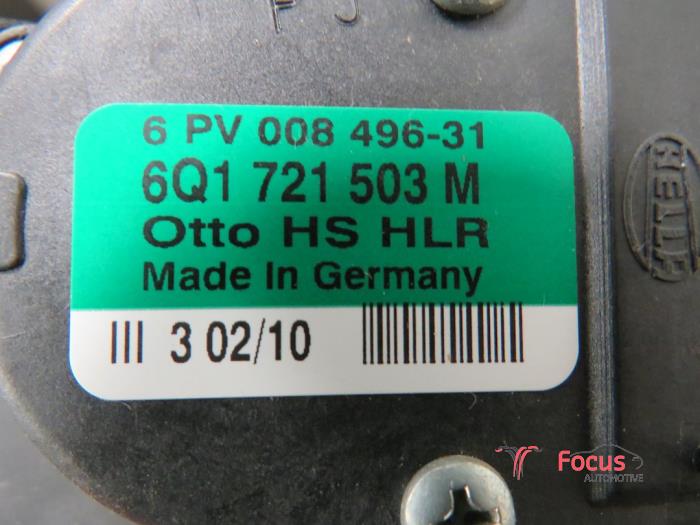 6 PV 008 496-31
6Q1 721 503 M
Otto HS HLR
Made In Germany
III 3 02/10
HELLA
Focus
AUTOMOTIVE